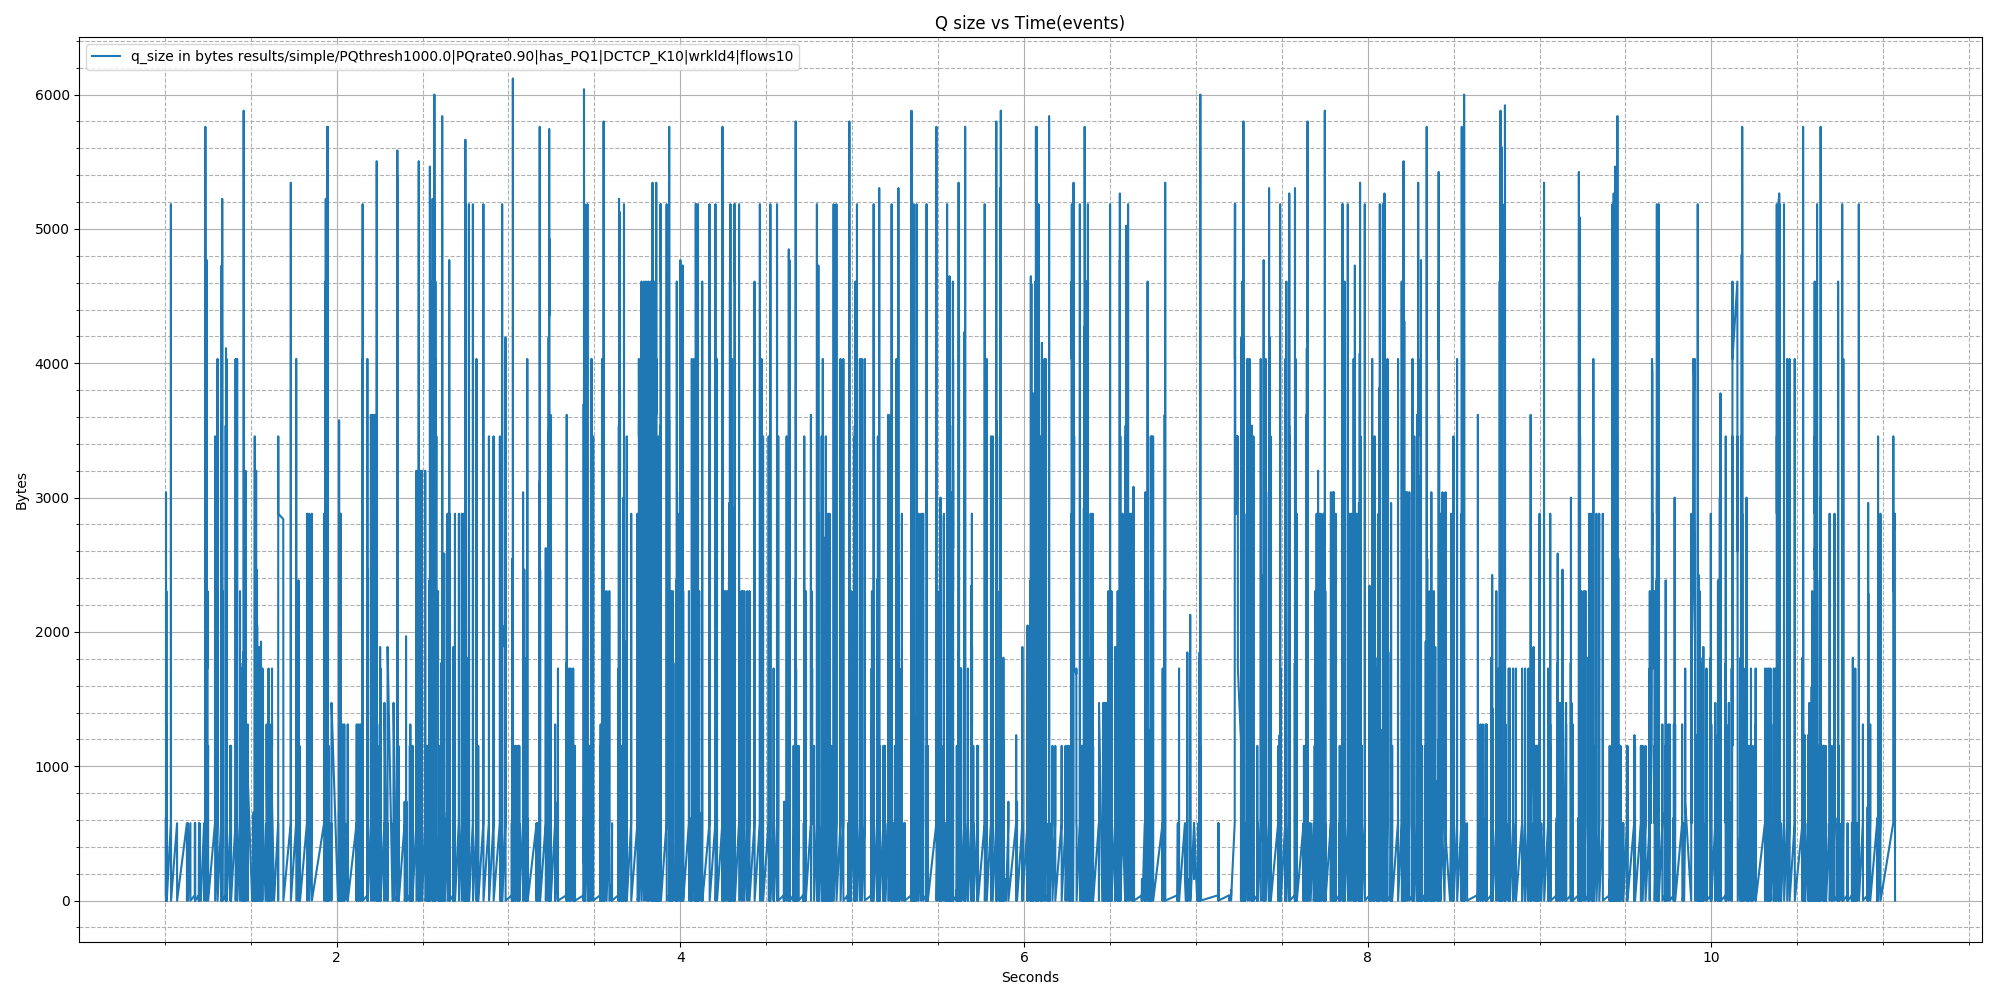 Q size vs Time(events)
q_size in bytes results/simple/PQthresh1000.0|PQrate0.90|has_PQ1|DCTCP_K10|wrkld4|flows10
6000
5000
4000
3000
2000
1000
0
Bytes
2 4 6 8 10
Seconds